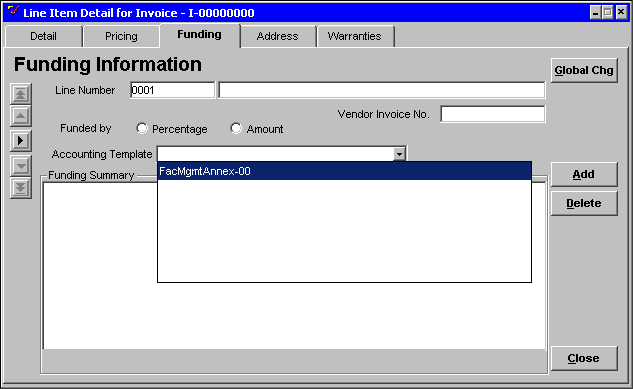 Line Item Detail for Invoice - I-00000000
Detail
Pricing
Funding
Address
Warranties
Funding Information
Global Chg
Line Number
0001
Vendor Invoice No.
Funded by
Percentage
Amount
Accounting Template
FacMgmtAnnex-00
Funding Summary
Add
Delete
Close